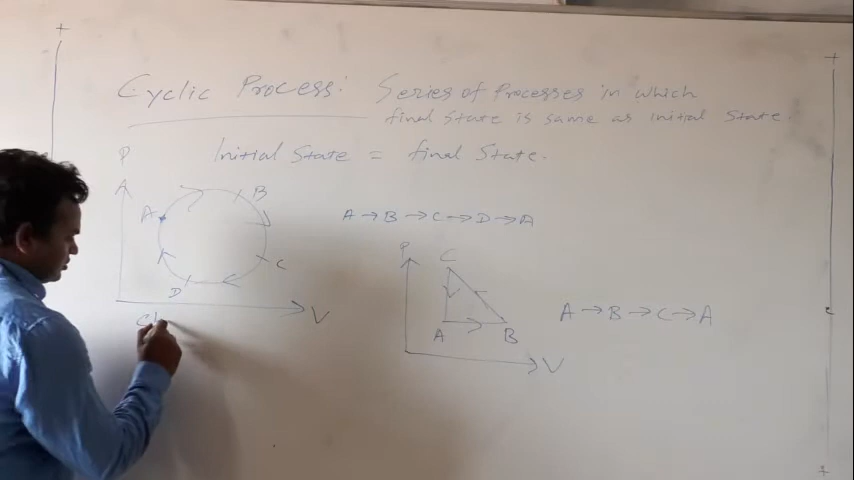 Cyclic Process: Series of Processes in which
final state is same as initial state.
Initial State = final State.
P
A
B
C
D
V
A→B→C→D→A
P
C
A
B
V
A→B→C→A